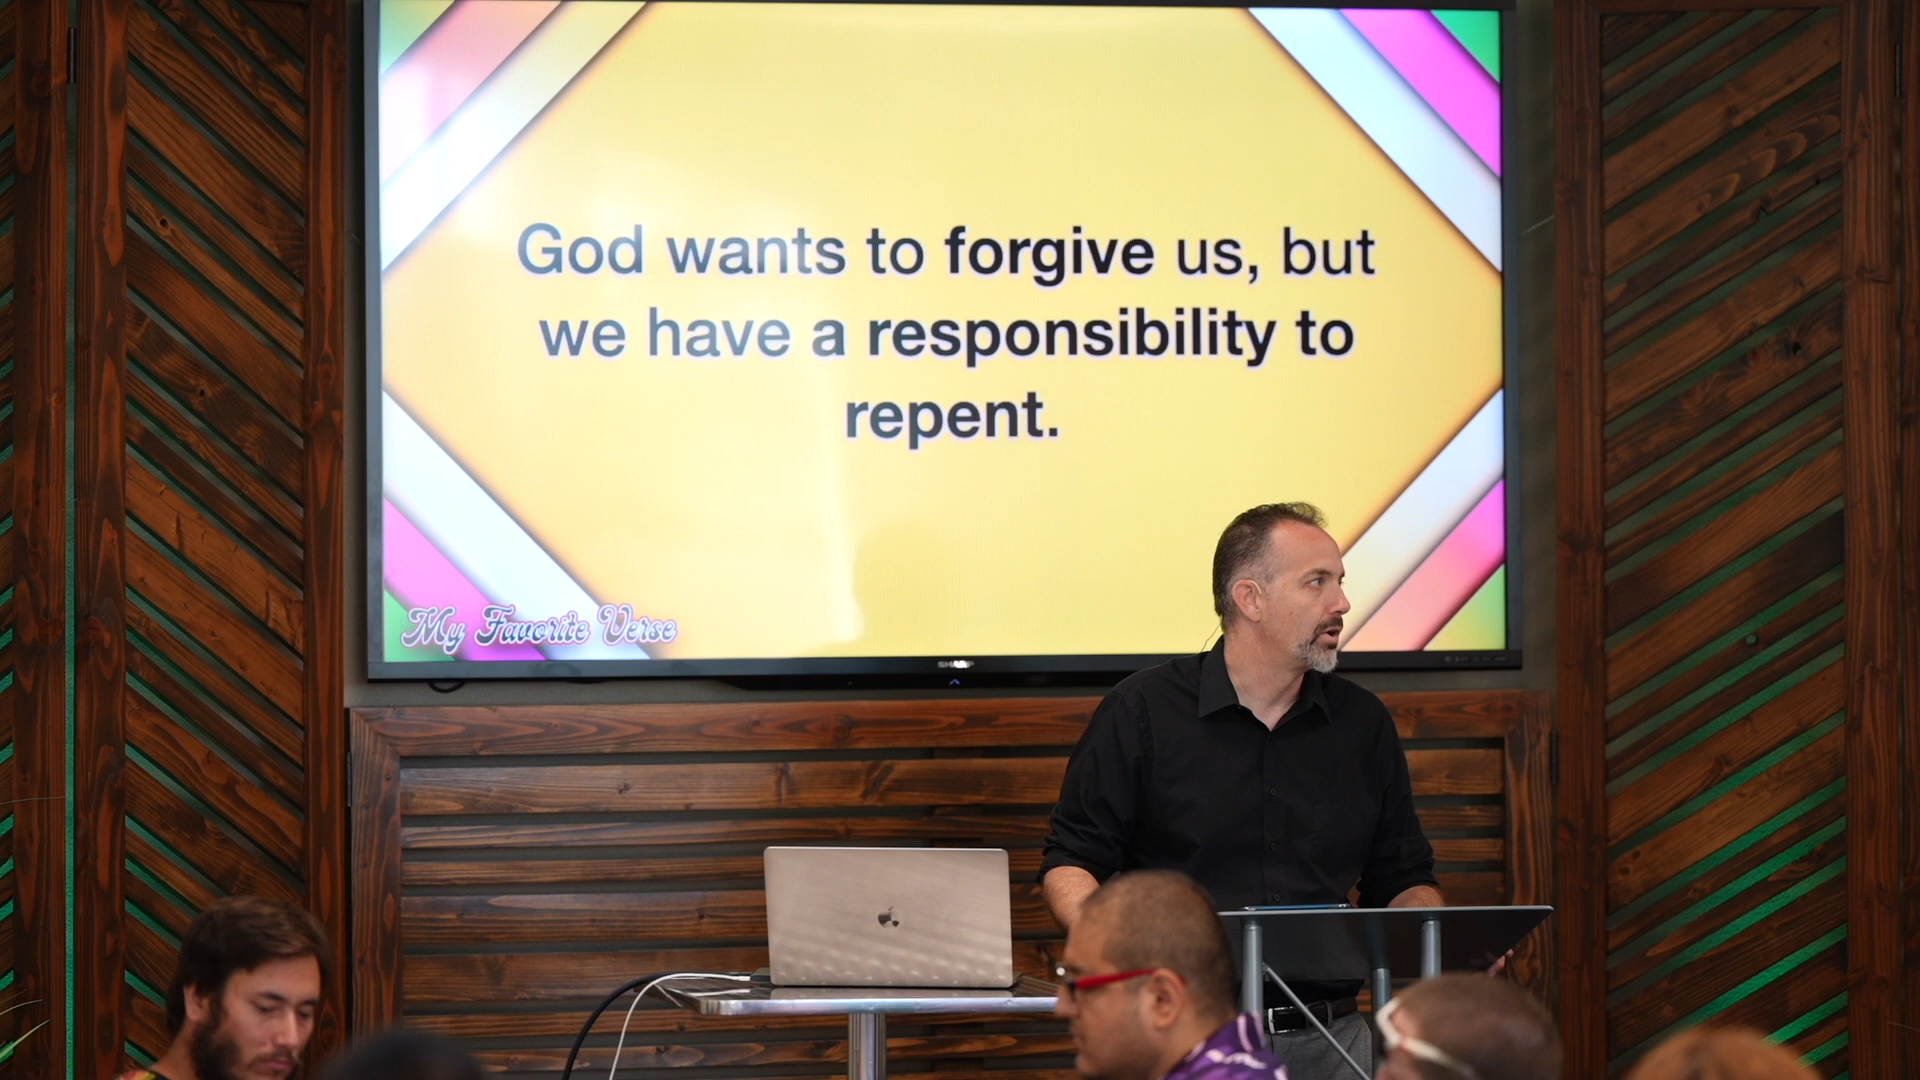 God wants to forgive us, but
we have a responsibility to
repent.
My Favorite Verse
SHARP